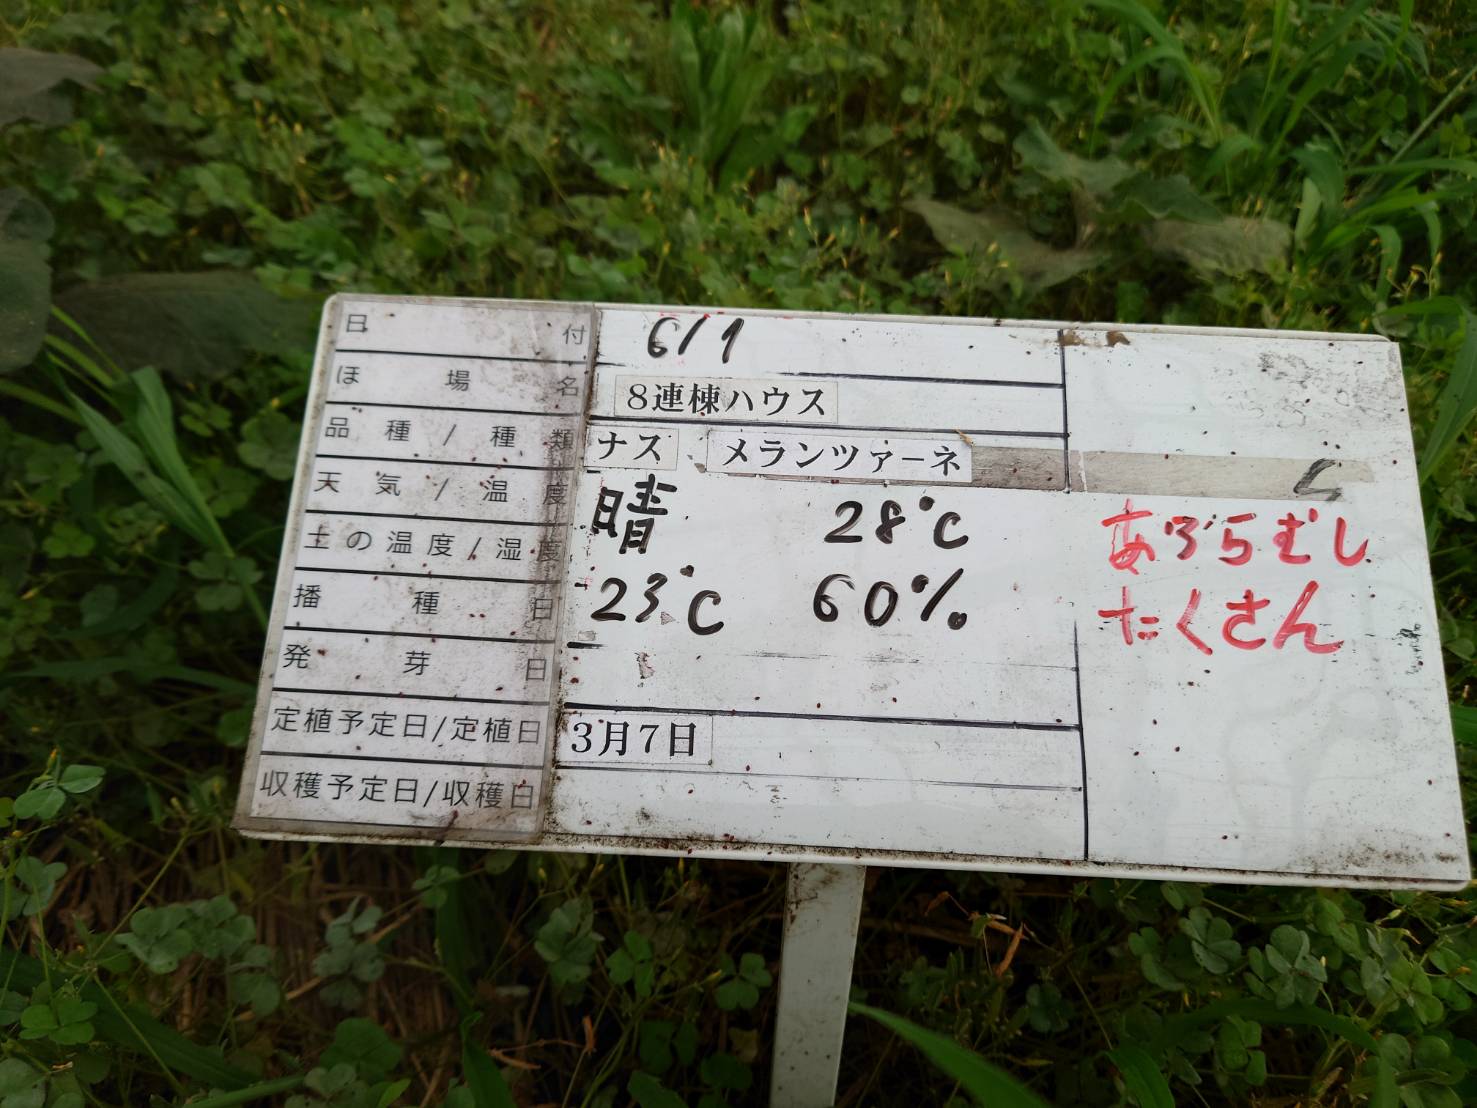 日付 6/1
ほ場名 8連棟ハウス
品種/種類 ナス メランツァーネ
天気/温度 晴 28℃
土の温度/湿度 23℃ 60%
播種日
発芽日
定植予定日/定植日 3月7日
収穫予定日/収穫日
あぶらむし
たくさん